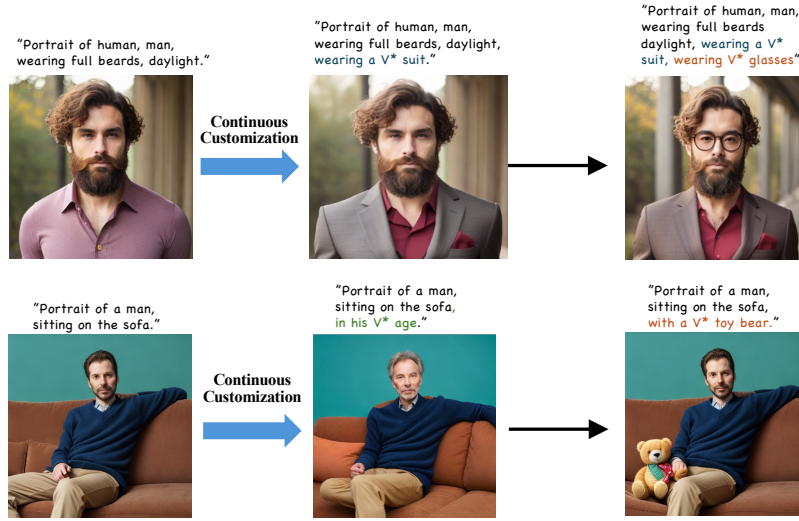 "Portrait of human, man,
wearing full beards, daylight."
Continuous
Customization
"Portrait of human, man,
wearing full beards, daylight,
wearing a V* suit."
"Portrait of human, man,
wearing full beards
daylight, wearing a V*
suit, wearing V* glasses"
"Portrait of a man,
sitting on the sofa."
Continuous
Customization
"Portrait of a man,
sitting on the sofa,
in his V* age."
"Portrait of a man,
sitting on the sofa,
with a V* toy bear."